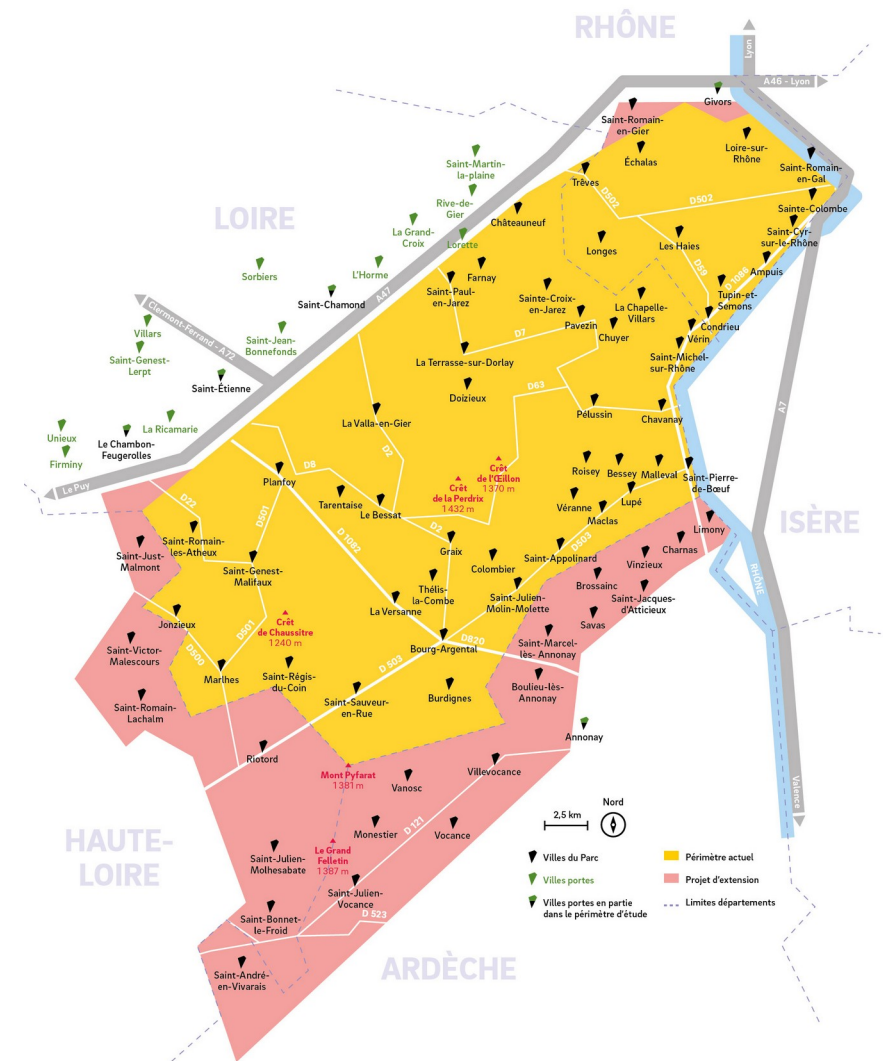 RHÔNE
Lyon
A46 - Lyon
Givors
Saint-Romain-
en-Gier
Échalas
Loire-sur-
Rhône
Saint-Romain-
en-Gal
Saint-Martin-
la-plaine
Trêves
D502
D502
Rive-de-
Gier
Sainte-Colombe
LOIRE
Châteauneuf
La Grand-
Croix
Lorette
Saint-Cyr-
sur-le-Rhône
Longes
Les Haies
D59
D 1086
Ampuis
Sorbiers
L'Horme
A47
Saint-Chamond
Saint-Paul-
en-Jarez
Farnay
Sainte-Croix-
en-Jarez
La Chapelle-
Villars
Tupin-et-
Semons
Clermont-Ferrand - A72
Villars
Saint-Genest-
Lerpt
Saint-Jean-
Bonnefonds
Pavezin
Chuyer
Condrieu
Vérin
D7
Saint-Michel-
sur-Rhône
La Terrasse-sur-Dorlay
Saint-Étienne
Doizieux
D63
Pélussin
Chavanay
A7
La Valla-en-Gier
La Ricamarie
Unieux
Le Chambon-
Feugerolles
Firminy
D2
D8
Planfoy
Crêt
de l'Œillon
1370 m
Roisey
Bessey
Malleval
Saint-Pierre-
de-Bœuf
Le Puy
Crêt
de la Perdrix
1 432 m
Tarentaise
Le Bessat
Véranne
Lupé
Maclas
D22
D501
D 1082
D2
Limony
ISÈRE
Saint-Romain-
les-Atheux
Saint-Just-
Malmont
Graix
Colombier
Saint-Appolinard
D503
Charnas
Vinzieux
Saint-Genest-
Malifaux
Thélis-
la-Combe
Brossainc
RHÔNE
La Versanne
Saint-Julien-
Molin-Molette
Saint-Jacques-
d'Atticieux
Jonzieux
Crêt
de Chaussitre
1 240 m
D501
Savas
Saint-Victor-
Malescours
D500
Bourg-Argental
D820
Saint-Marcel-
lès- Annonay
Marlhes
Saint-Régis-
du-Coin
D 503
Boulieu-lès-
Annonay
Saint-Romain-
Lachalm
Saint-Sauveur-
en-Rue
Burdignes
Annonay
Riotord
Mont Pyfarat
1381 m
Vanosc
Villevocance
Valence
HAUTE-
LOIRE
2,5 km
Nord
Monestier
D 121
Vocance
Le Grand
Felletin
1387 m
Saint-Julien-
Molhesabate
Villes du Parc
Périmètre actuel
Villes portes
Projet d'extension
Saint-Julien-
Vocance
Villes portes en partie
dans le périmètre d'étude
Limites départements
Saint-Bonnet-
le-Froid
D 523
ARDÈCHE
Saint-André-
en-Vivarais